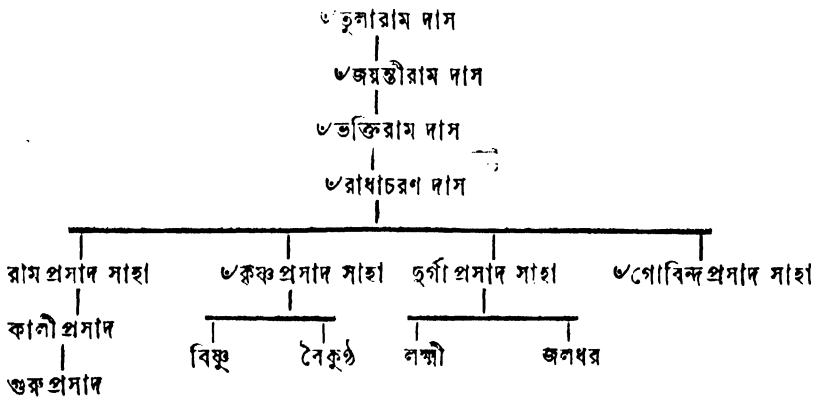 ৺তুলারাম দাস
৺জয়ন্তীরাম দাস
৺ভক্তিরাম দাস
৺রাধাচরণ দাস
রামপ্রসাদ সাহা ৺কৃষ্ণপ্রসাদ সাহা দুর্গাপ্রসাদ সাহা ৺গোবিন্দপ্রসাদ সাহা
কালীপ্রসাদ
বিষ্ণু বৈকুণ্ঠ লক্ষ্মী জলধর
গুরুপ্রসাদ